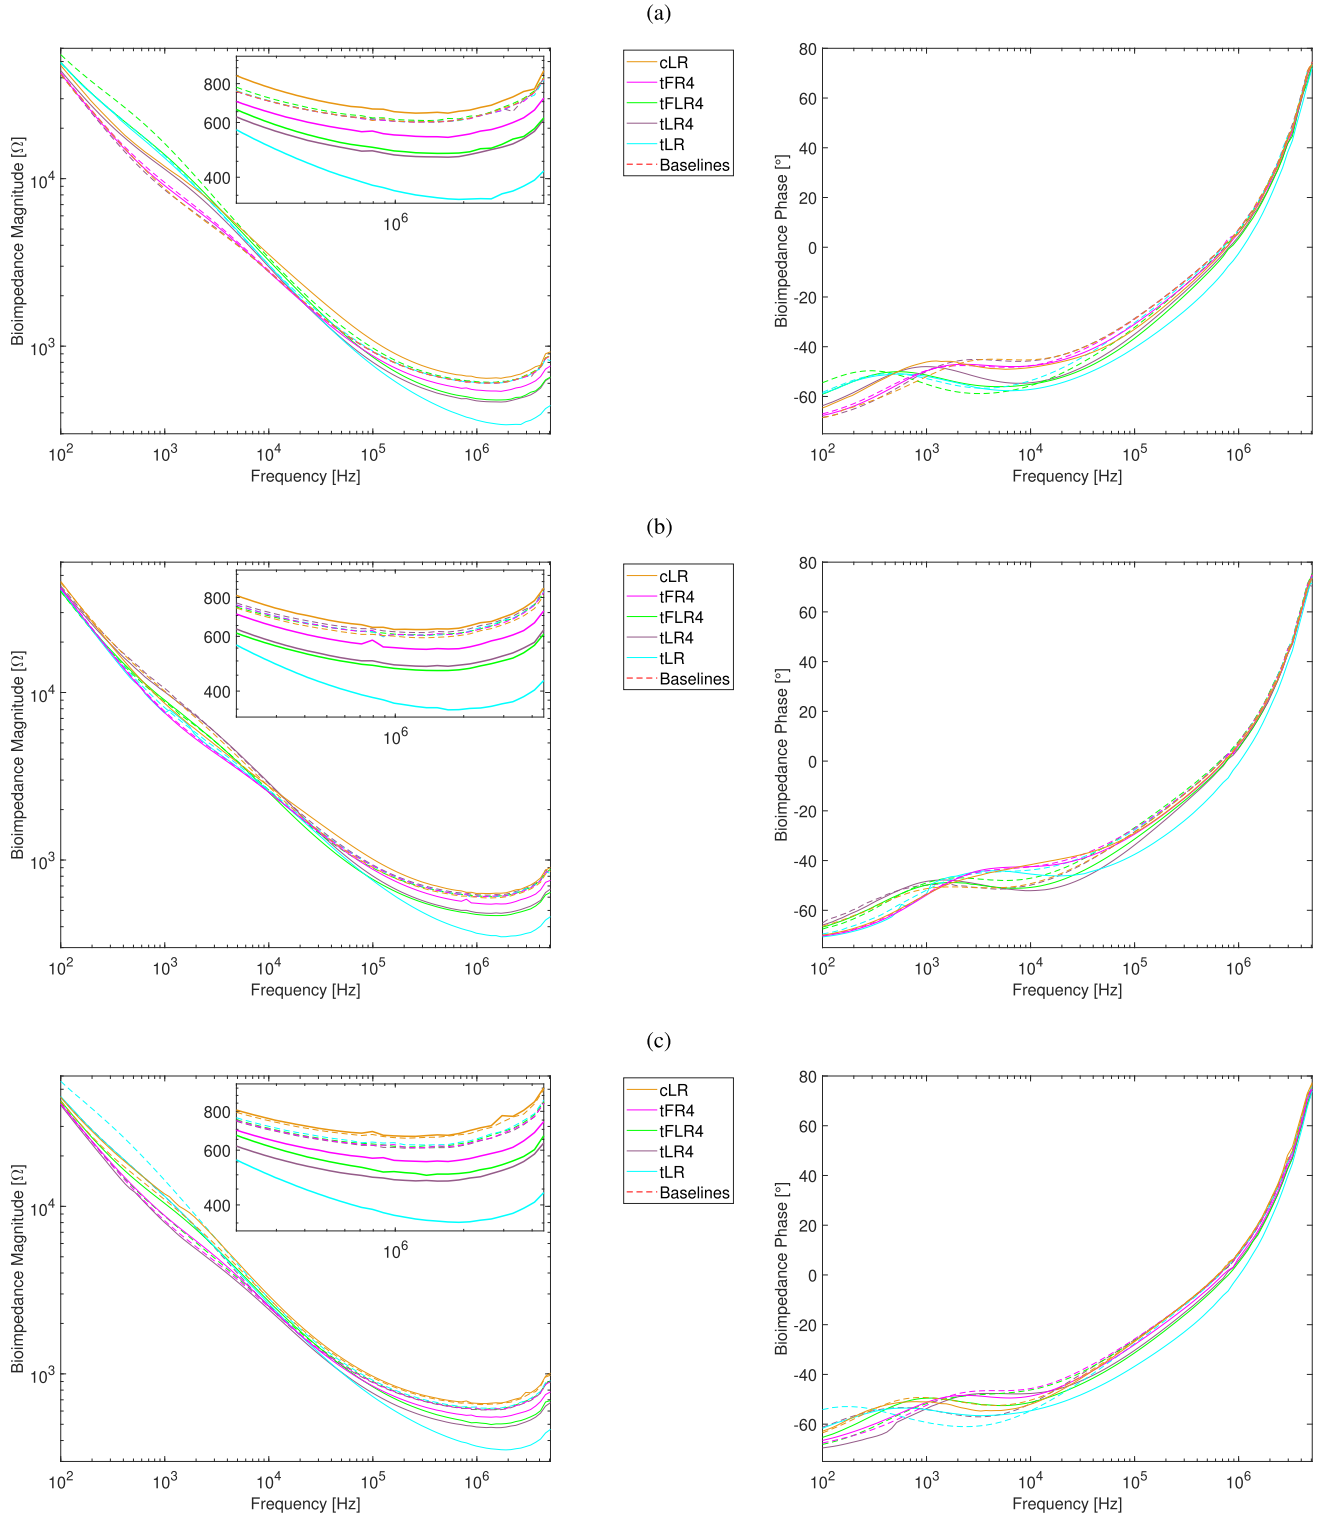 (a)
Bioimpedance Magnitude [Ω]
10^4
10^3
10^2 10^3 10^4 10^5 10^6
Frequency [Hz]
800
600
400
10^6
cLR
tFR4
tFLR4
tLR4
tLR
Baselines
Bioimpedance Phase [°]
80
60
40
20
0
-20
-40
-60
10^2 10^3 10^4 10^5 10^6
Frequency [Hz]
(b)
Bioimpedance Magnitude [Ω]
10^4
10^3
10^2 10^3 10^4 10^5 10^6
Frequency [Hz]
800
600
400
10^6
cLR
tFR4
tFLR4
tLR4
tLR
Baselines
Bioimpedance Phase [°]
80
60
40
20
0
-20
-40
-60
10^2 10^3 10^4 10^5 10^6
Frequency [Hz]
(c)
Bioimpedance Magnitude [Ω]
10^4
10^3
10^2 10^3 10^4 10^5 10^6
Frequency [Hz]
800
600
400
10^6
cLR
tFR4
tFLR4
tLR4
tLR
Baselines
Bioimpedance Phase [°]
80
60
40
20
0
-20
-40
-60
10^2 10^3 10^4 10^5 10^6
Frequency [Hz]